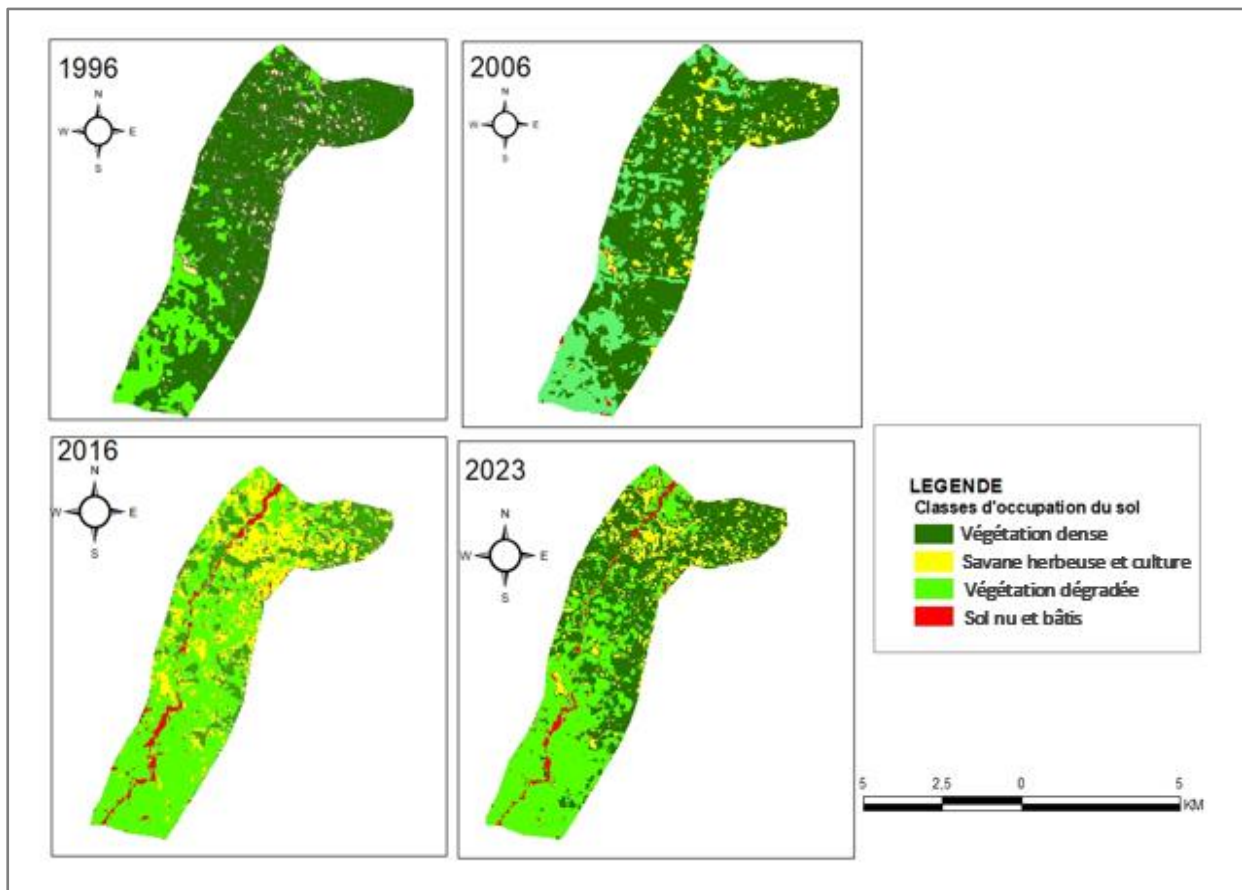 1996
N
W E
S
2006
N
W E
S
2016
N
W E
S
2023
N
W E
S
LEGENDE
Classes d'occupation du sol
Végétation dense
Savane herbeuse et culture
Végétation dégradée
Sol nu et bâtis
5 2,5 0 5
KM